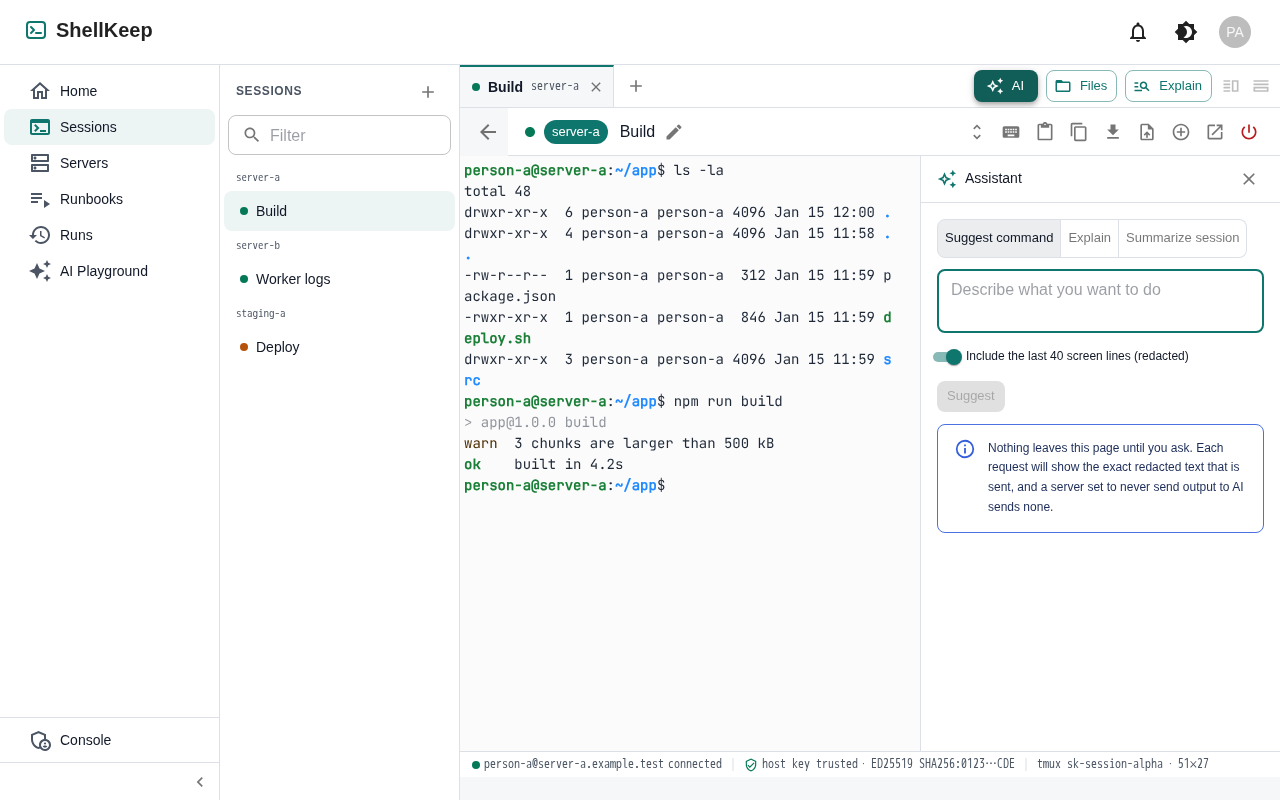 ShellKeep
PA
Home
Sessions
Servers
Runbooks
Runs
AI Playground
Console
SESSIONS
Filter
server-a
Build
server-b
Worker logs
staging-a
Deploy
Build server-a
AI
Files
Explain
server-a Build
person-a@server-a:~/app$ ls -la
total 48
drwxr-xr-x  6 person-a person-a 4096 Jan 15 12:00 .
drwxr-xr-x  4 person-a person-a 4096 Jan 15 11:58 .
.
-rw-r--r--  1 person-a person-a  312 Jan 15 11:59 p
ackage.json
-rwxr-xr-x  1 person-a person-a  846 Jan 15 11:59 d
eploy.sh
drwxr-xr-x  3 person-a person-a 4096 Jan 15 11:59 s
rc
person-a@server-a:~/app$ npm run build
> app@1.0.0 build
warn  3 chunks are larger than 500 kB
ok    built in 4.2s
person-a@server-a:~/app$
Assistant
Suggest command Explain Summarize session
Describe what you want to do
Include the last 40 screen lines (redacted)
Suggest
Nothing leaves this page until you ask. Each
request will show the exact redacted text that is
sent, and a server set to never send output to AI
sends none.
person-a@server-a.example.test connected | host key trusted · ED25519 SHA256:0123⋯CDE | tmux sk-session-alpha · 51×27